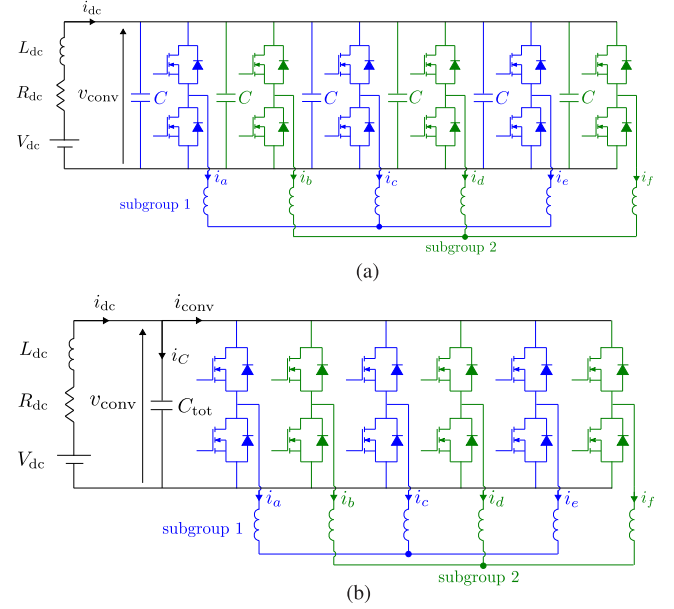 i_dc
L_dc
R_dc
V_dc
v_conv
C C C C C C
i_a i_b i_c i_d i_e i_f
subgroup 1
subgroup 2
(a)
i_dc i_conv
i_C
L_dc
R_dc
V_dc
v_conv
C_tot
i_a i_b i_c i_d i_e i_f
subgroup 1
subgroup 2
(b)